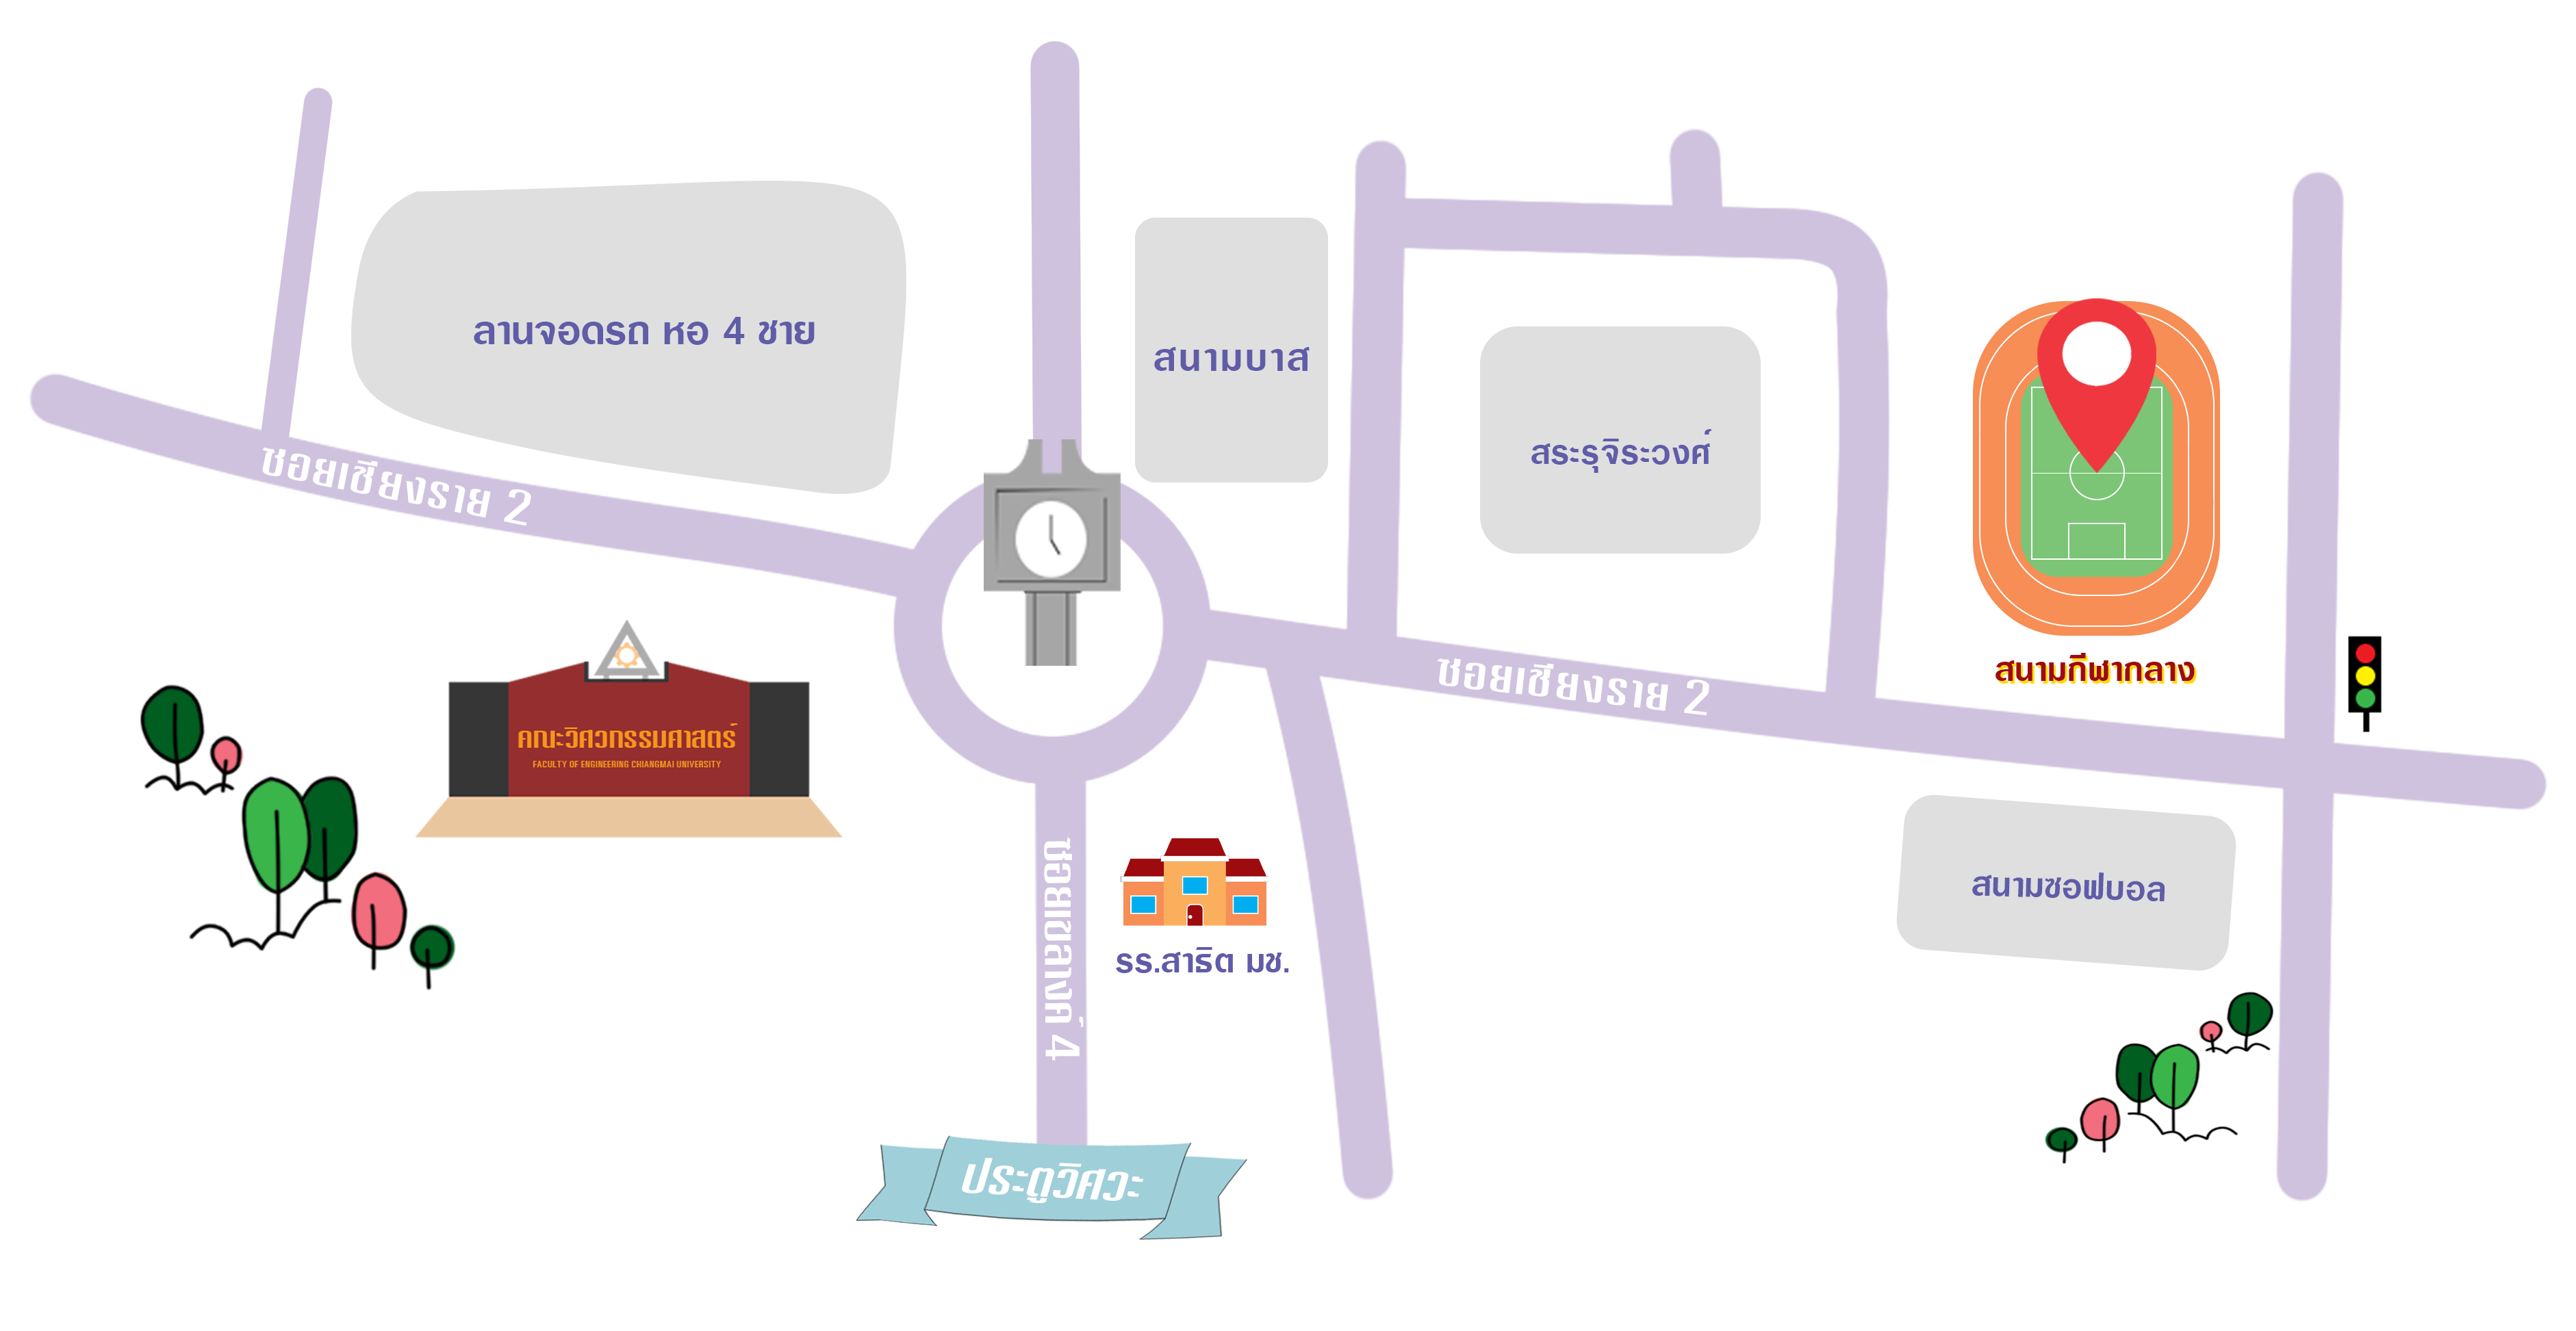 ลานจอดรถ หอ 4 ชาย
สนามบาส
สระรุจิระวงศ์
ซอยเชียงราย 2
ซอยเชียงราย 2
สนามกีฬากลาง
คณะวิศวกรรมศาสตร์
FACULTY OF ENGINEERING CHIANGMAI UNIVERSITY
ซอยเขลางค์ 4
รร.สาธิต มช.
สนามซอฟบอล
ประตูวิศวะ